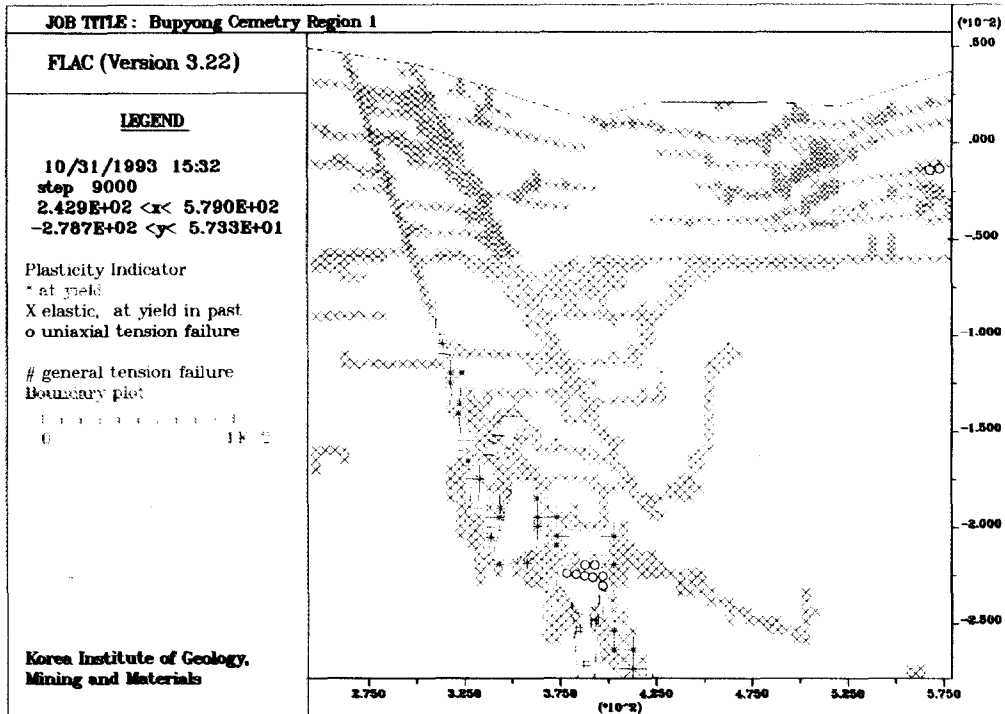 JOB TITLE : Bupyong Cemetry Region 1
(*10^2)
FLAC (Version 3.22)
LEGEND
10/31/1993 15:32
step 9000
2.429E+02 <x< 5.790E+02
-2.787E+02 <y< 5.733E+01
Plasticity Indicator
* at yield
X elastic, at yield in past
o uniaxial tension failure
# general tension failure
Boundary plot
0
Korea Institute of Geology,
Mining and Materials
.500
.000
-.500
-1.000
-1.500
-2.000
-2.500
2.750 3.250 3.750 4.250 4.750 5.250 5.750
(*10^2)